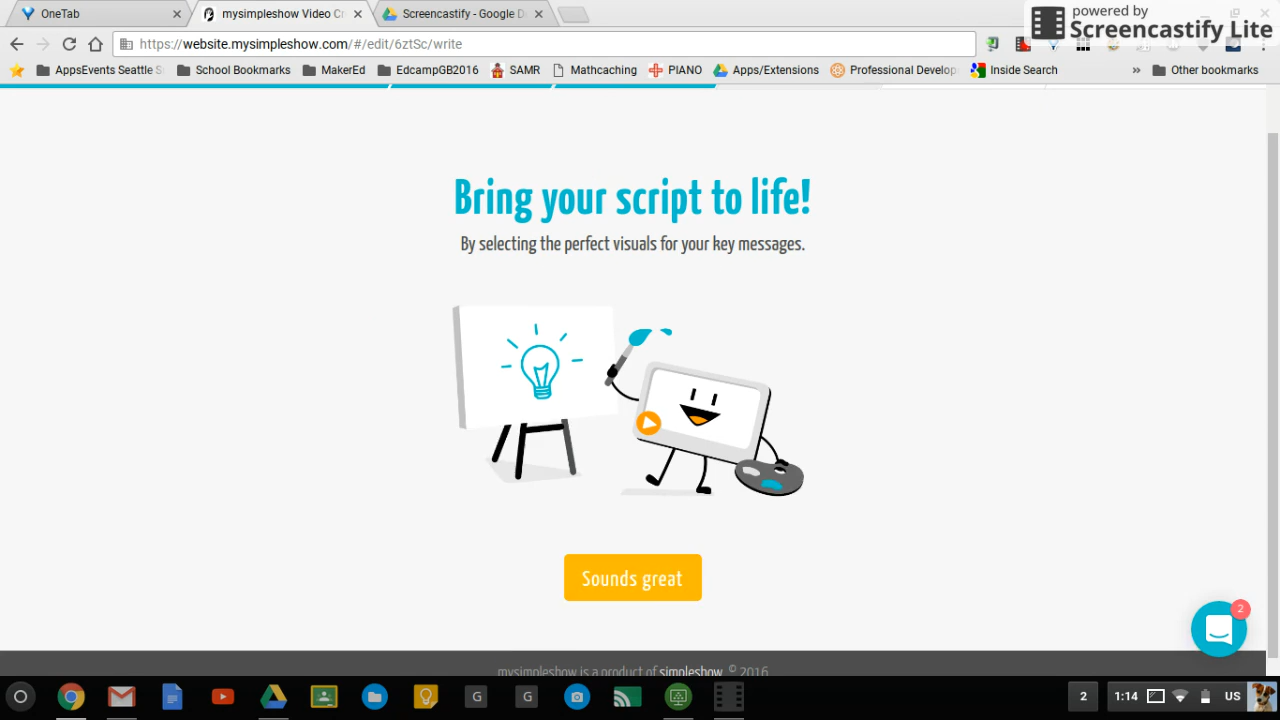 OneTab
mysimpleshow Video Cr
Screencastify - Google D
powered by
Screencastify Lite
https://website.mysimpleshow.com/#/edit/6ztSc/write
AppsEvents Seattle S
School Bookmarks
MakerEd
EdcampGB2016
SAMR
Mathcaching
PIANO
Apps/Extensions
Professional Develop
Inside Search
»
Other bookmarks
Bring your script to life!
By selecting the perfect visuals for your key messages.
Sounds great
2
mysimpleshow is a product of simpleshow. © 2016
G
G
2
1:14
US